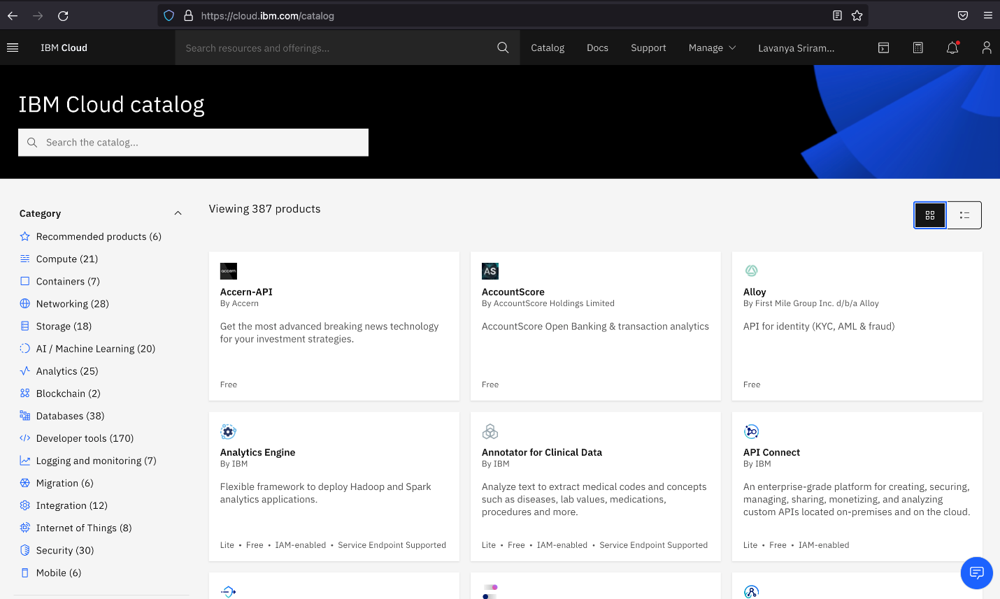 https://cloud.ibm.com/catalog
IBM Cloud
Search resources and offerings...
Catalog
Docs
Support
Manage
Lavanya Sriram...
IBM Cloud catalog
Search the catalog...
Category
Recommended products (6)
Compute (21)
Containers (7)
Networking (28)
Storage (18)
AI / Machine Learning (20)
Analytics (25)
Blockchain (2)
Databases (38)
Developer tools (170)
Logging and monitoring (7)
Migration (6)
Integration (12)
Internet of Things (8)
Security (30)
Mobile (6)
Viewing 387 products
accern
Accern-API
By Accern
Get the most advanced breaking news technology
for your investment strategies.
Free
AS
AccountScore
By AccountScore Holdings Limited
AccountScore Open Banking & transaction analytics
Free
Alloy
By First Mile Group Inc. d/b/a Alloy
API for identity (KYC, AML & fraud)
Free
Analytics Engine
By IBM
Flexible framework to deploy Hadoop and Spark
analytics applications.
Lite • Free • IAM-enabled • Service Endpoint Supported
Annotator for Clinical Data
By IBM
Analyze text to extract medical codes and concepts
such as diseases, lab values, medications,
procedures and more.
Lite • Free • IAM-enabled • Service Endpoint Supported
API Connect
By IBM
An enterprise-grade platform for creating, securing,
managing, sharing, monetizing, and analyzing
custom APIs located on-premises and on the cloud.
Lite • Free • IAM-enabled